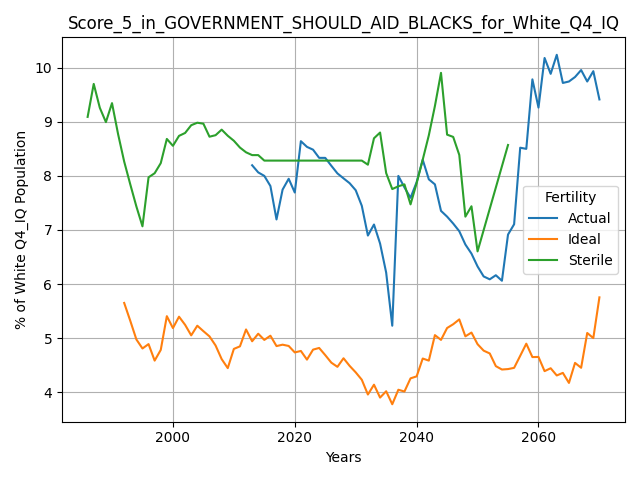 Score_5_in_GOVERNMENT_SHOULD_AID_BLACKS_for_White_Q4_IQ
% of White Q4_IQ Population
10
9
8
7
6
5
4
Fertility
Actual
Ideal
Sterile
2000
2020
2040
2060
Years